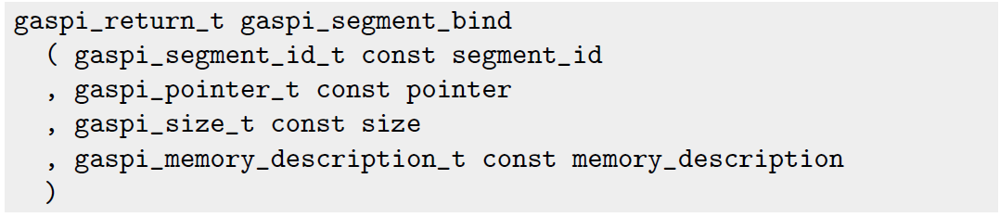 gaspi_return_t gaspi_segment_bind
( gaspi_segment_id_t const segment_id
, gaspi_pointer_t const pointer
, gaspi_size_t const size
, gaspi_memory_description_t const memory_description
)